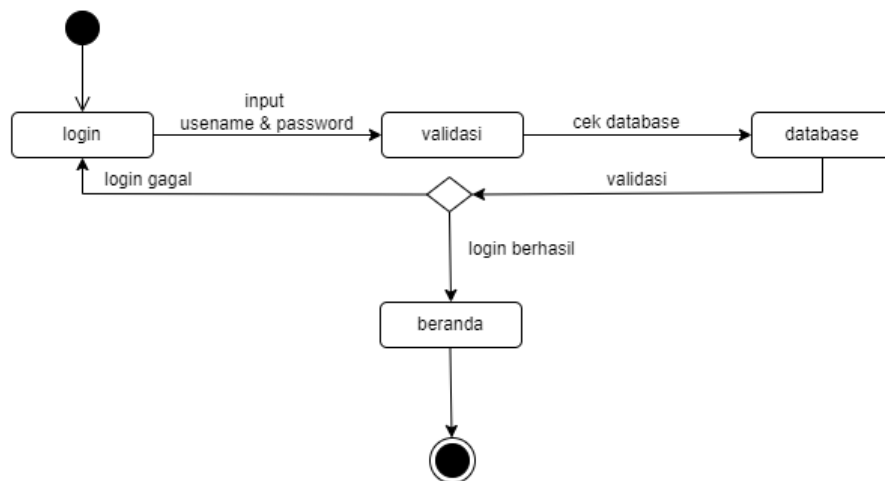 input
login
usename & password
validasi
cek database
database
login gagal
validasi
login berhasil
beranda